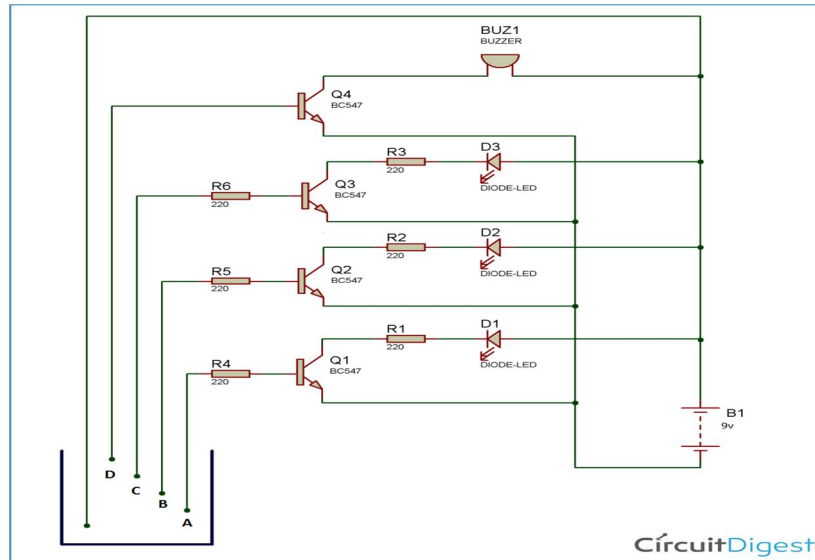 BUZ1
BUZZER
Q4
BC547
R3
220
D3
DIODE-LED
R6
220
Q3
BC547
R2
220
D2
DIODE-LED
R5
220
Q2
BC547
R1
220
D1
DIODE-LED
R4
220
Q1
BC547
B1
9v
D
C
B
A
CircuitDigest